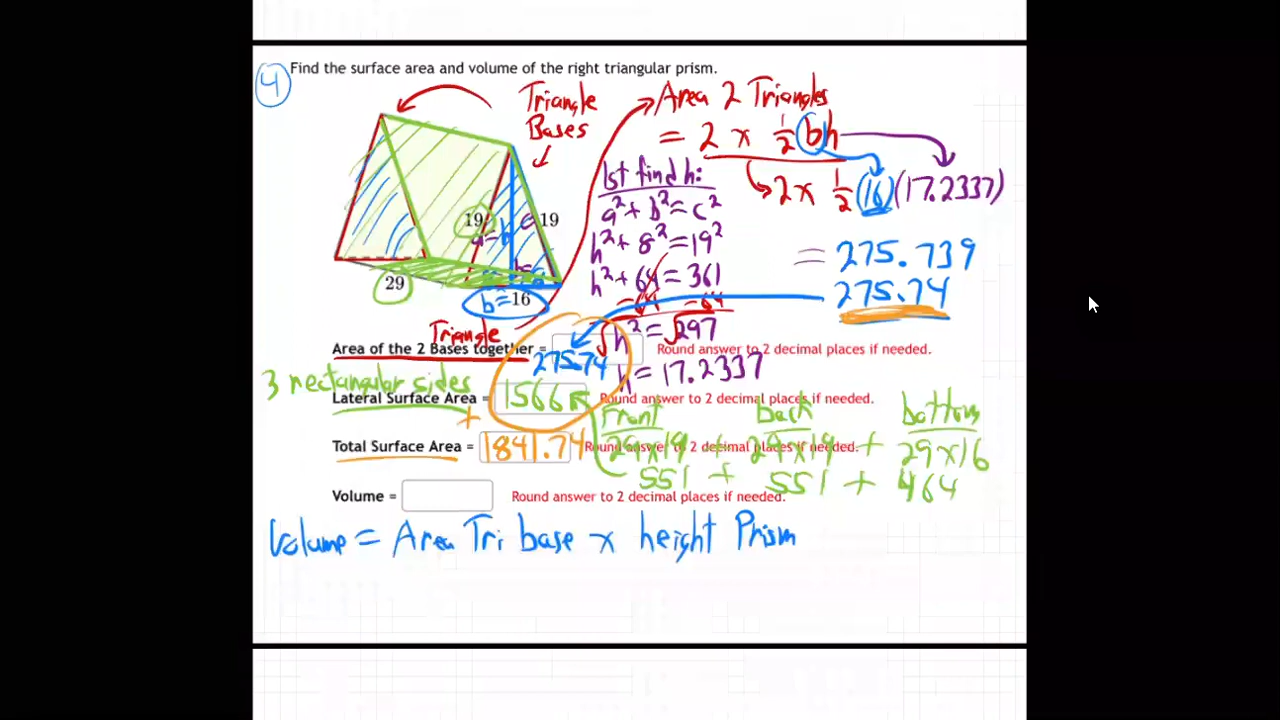 4
Find the surface area and volume of the right triangular prism.
Triangle
Bases
Area 2 Triangles
= 2 x 1/2 bh
2 x 1/2 (16) (17.2337)
= 275.739
275.74
1st find h:
a² + b² = c²
h² + 8² = 19²
h² + 64 = 361
-64 -64
√h² = √297
h = 17.2337
19
19
29
b = 16
Triangle
Area of the 2 Bases together =
275.74
Round answer to 2 decimal places if needed.
3 rectangular sides
Lateral Surface Area = 1566
Round answer to 2 decimal places if needed.
+
Total Surface Area = 1841.74
Round answer to 2 decimal places if needed.
front back bottom
29x19 + 29x19 + 29x16
551 + 551 + 464
Volume =
Round answer to 2 decimal places if needed.
Volume = Area Tri base x height Prism